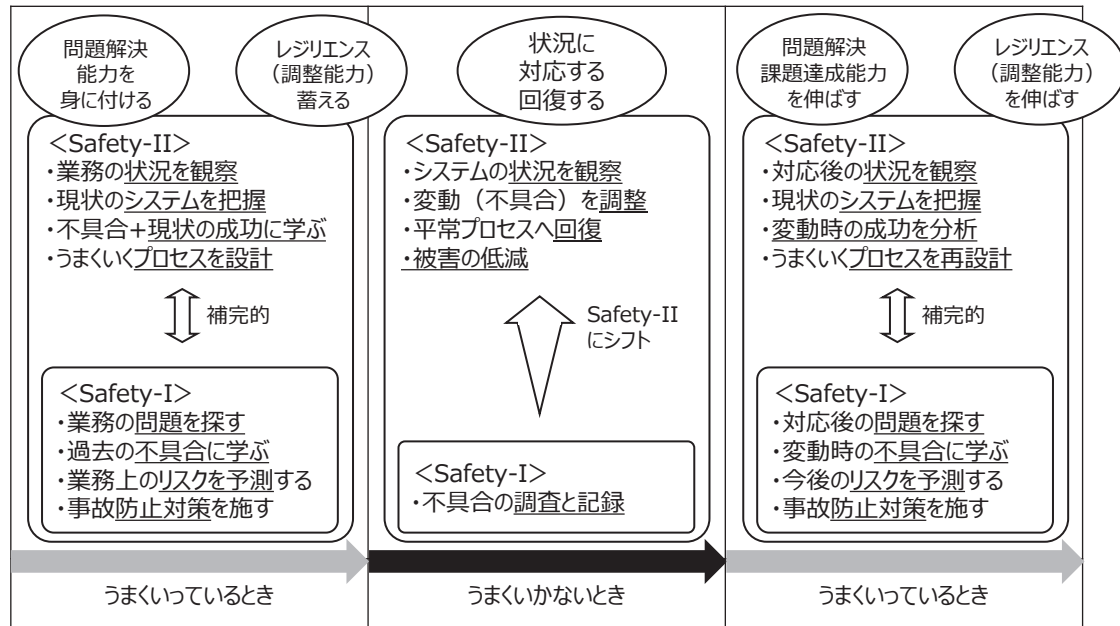 問題解決
能力を
身に付ける
レジリエンス
（調整能力）
蓄える
<Safety-II>
・業務の状況を観察
・現状のシステムを把握
・不具合+現状の成功に学ぶ
・うまくいくプロセスを設計
補完的
<Safety-I>
・業務の問題を探す
・過去の不具合に学ぶ
・業務上のリスクを予測する
・事故防止対策を施す
うまくいっているとき
状況に
対応する
回復する
<Safety-II>
・システムの状況を観察
・変動（不具合）を調整
・平常プロセスへ回復
・被害の低減
Safety-II
にシフト
<Safety-I>
・不具合の調査と記録
うまくいかないとき
問題解決
課題達成能力
を伸ばす
レジリエンス
（調整能力）
を伸ばす
<Safety-II>
・対応後の状況を観察
・現状のシステムを把握
・変動時の成功を分析
・うまくいくプロセスを再設計
補完的
<Safety-I>
・対応後の問題を探す
・変動時の不具合に学ぶ
・今後のリスクを予測する
・事故防止対策を施す
うまくいっているとき